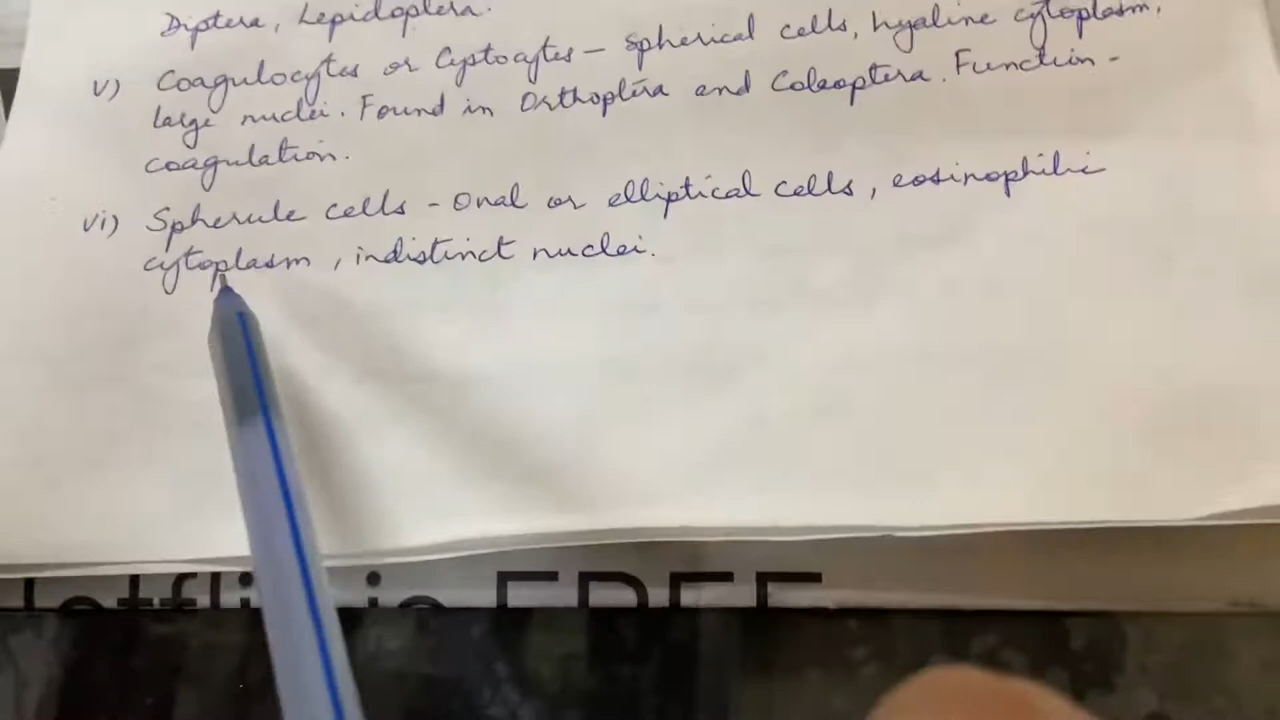 Diptera, Lepidoptera.
v) Coagulocytes or Cystocytes - Spherical cells, hyaline cytoplasm,
large nuclei. Found in Orthoptera and Coleoptera. Function -
coagulation.
vi) Spherule cells - Oval or elliptical cells, eosinophilic
cytoplasm, indistinct nuclei.
FREE